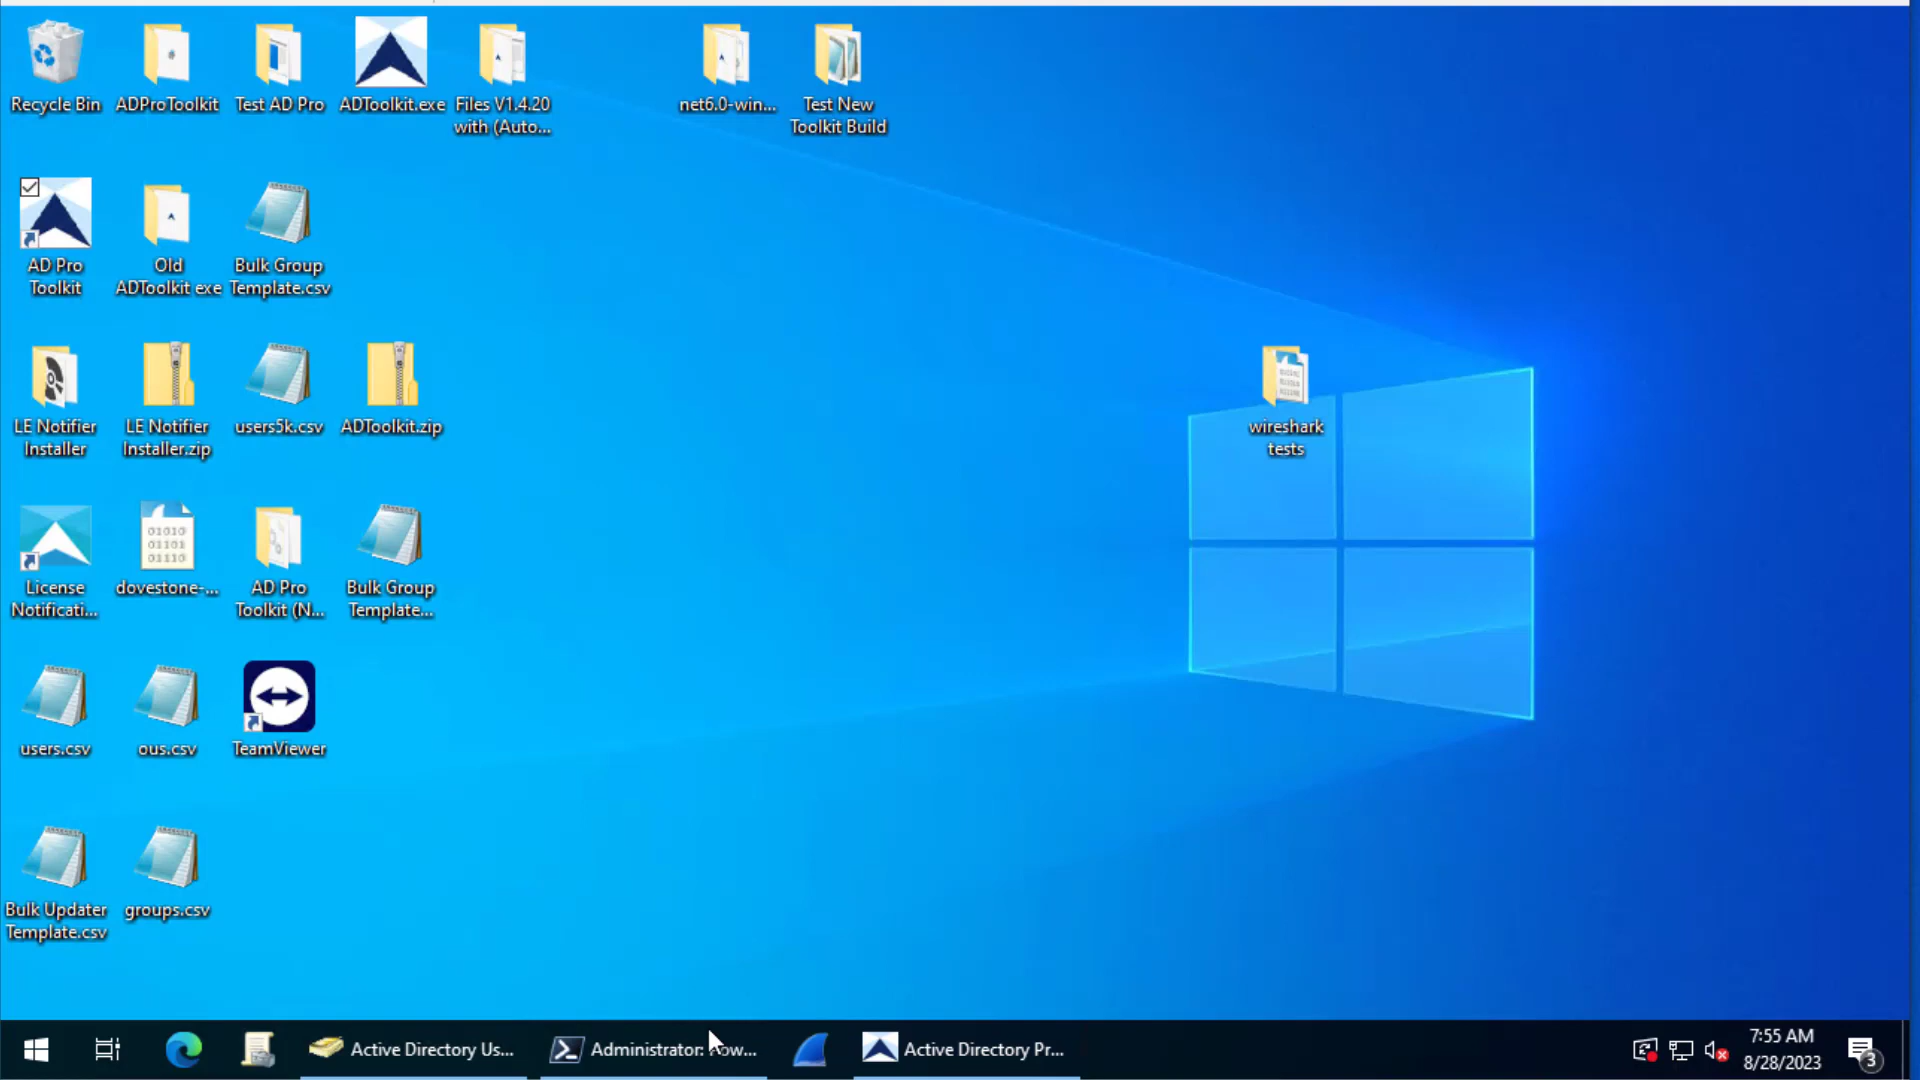 Recycle Bin
ADProToolkit
Test AD Pro
ADToolkit.exe
Files V1.4.20
with (Auto...
net6.0-win...
Test New
Toolkit Build
AD Pro
Toolkit
Old
ADToolkit exe
Bulk Group
Template.csv
LE Notifier
Installer
LE Notifier
Installer.zip
users5k.csv
ADToolkit.zip
wireshark
tests
License
Notificati...
01010
01101
01110
dovestone-...
AD Pro
Toolkit (N...
Bulk Group
Template...
users.csv
ous.csv
TeamViewer
Bulk Updater
Template.csv
groups.csv
Active Directory Us...
Administrator: Pow...
Active Directory Pr...
7:55 AM
8/28/2023
3